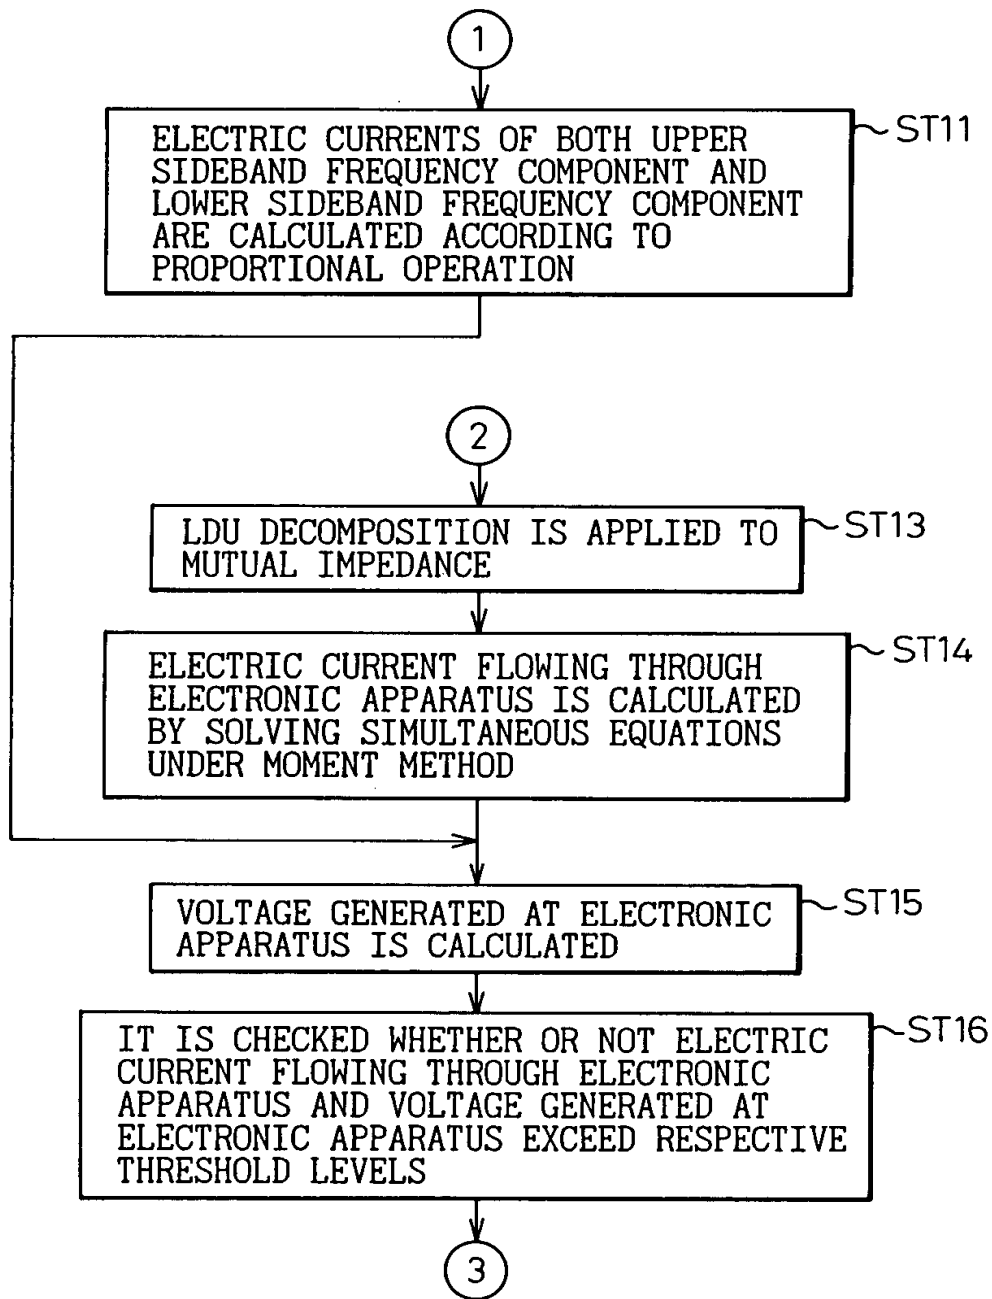 1
ELECTRIC CURRENTS OF BOTH UPPER
SIDEBAND FREQUENCY COMPONENT AND
LOWER SIDEBAND FREQUENCY COMPONENT
ARE CALCULATED ACCORDING TO
PROPORTIONAL OPERATION
ST11
2
LDU DECOMPOSITION IS APPLIED TO
MUTUAL IMPEDANCE
ST13
ELECTRIC CURRENT FLOWING THROUGH
ELECTRONIC APPARATUS IS CALCULATED
BY SOLVING SIMULTANEOUS EQUATIONS
UNDER MOMENT METHOD
ST14
VOLTAGE GENERATED AT ELECTRONIC
APPARATUS IS CALCULATED
ST15
IT IS CHECKED WHETHER OR NOT ELECTRIC
CURRENT FLOWING THROUGH ELECTRONIC
APPARATUS AND VOLTAGE GENERATED AT
ELECTRONIC APPARATUS EXCEED RESPECTIVE
THRESHOLD LEVELS
ST16
3